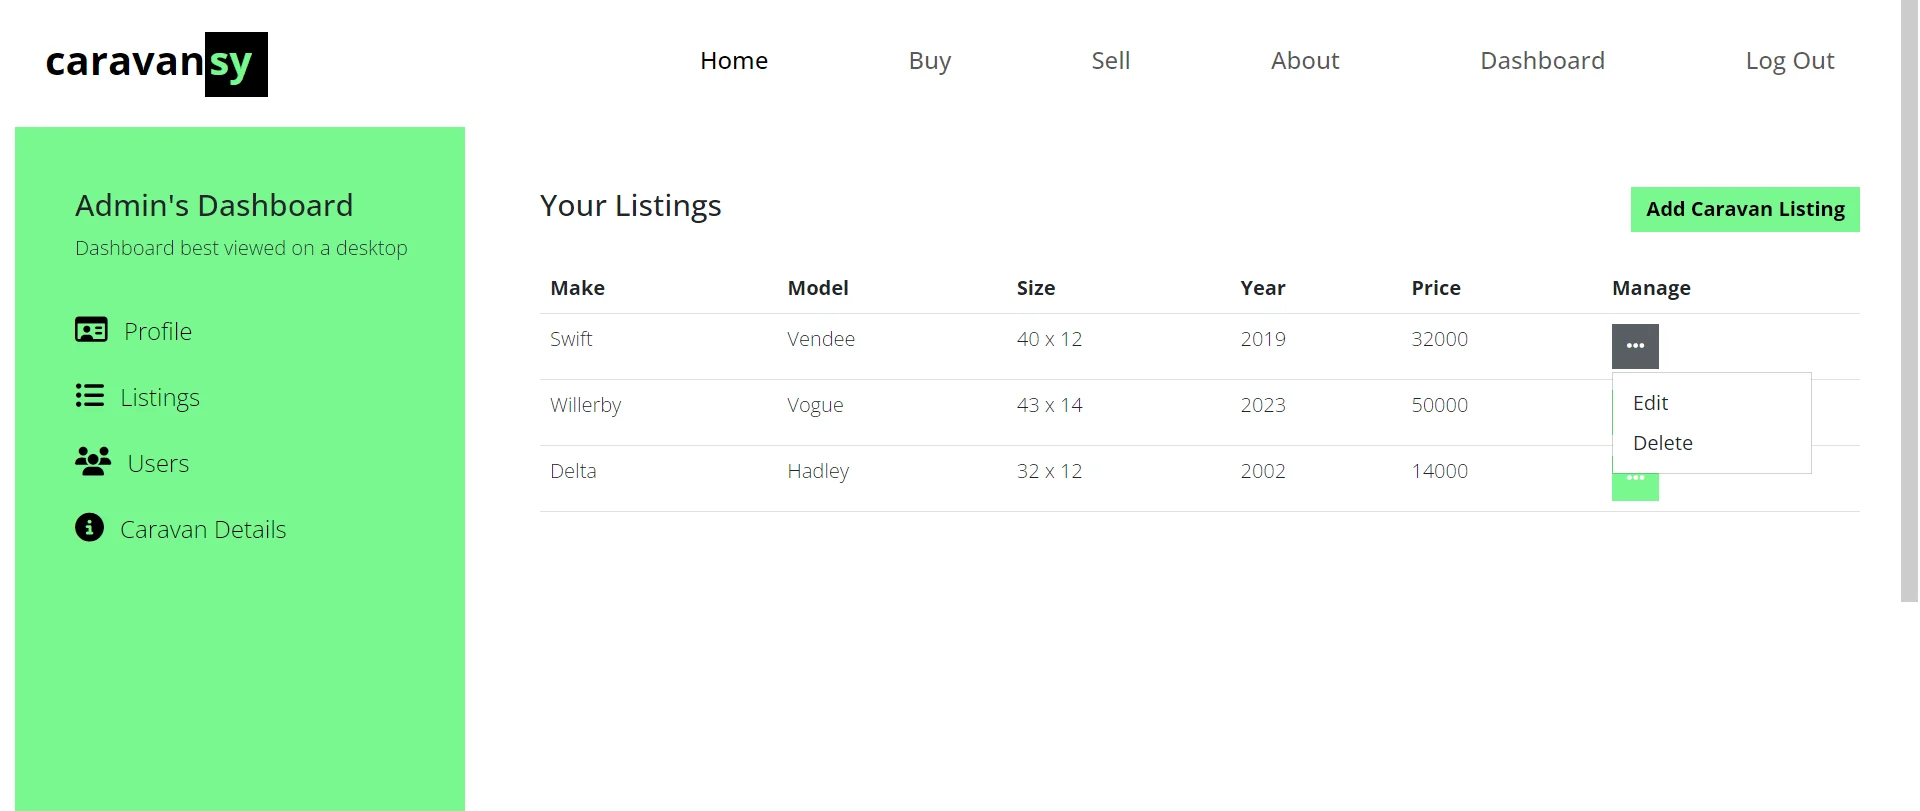 caravansy
Home Buy Sell About Dashboard Log Out
Admin's Dashboard
Dashboard best viewed on a desktop
Profile
Listings
Users
Caravan Details
Your Listings
Add Caravan Listing
Make Model Size Year Price Manage
Swift Vendee 40 x 12 2019 32000
Willerby Vogue 43 x 14 2023 50000
Delta Hadley 32 x 12 2002 14000
Edit
Delete